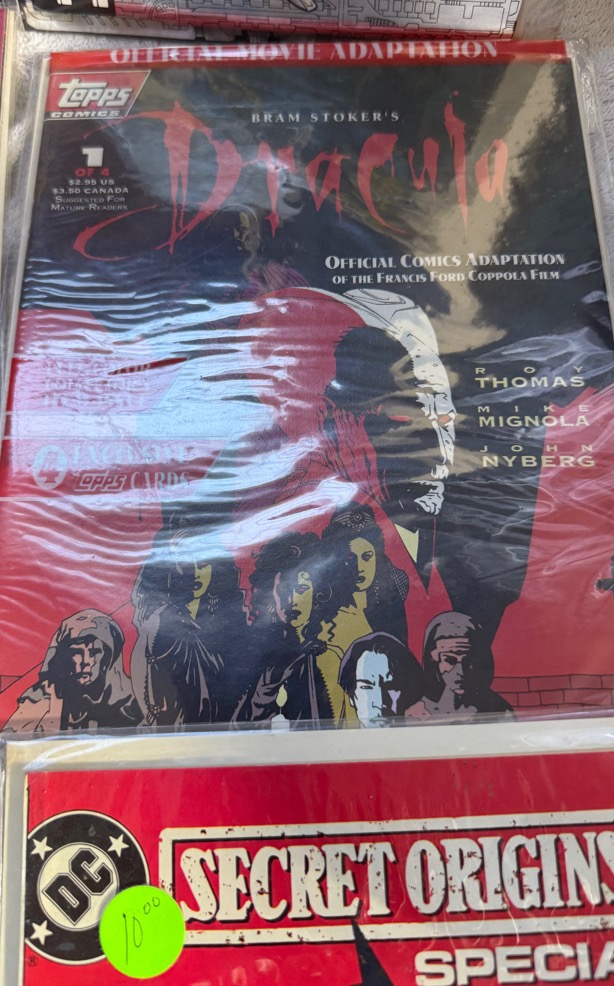 OFFICIAL MOVIE ADAPTATION
Topps
COMICS
BRAM STOKER'S
Dracula
1
OF 4
$2.95 US
$3.50 CANADA
SUGGESTED FOR
MATURE READERS
OFFICIAL COMICS ADAPTATION
OF THE FRANCIS FORD COPPOLA FILM
ROY
THOMAS
MIKE
MIGNOLA
JOHN
NYBERG
4 EXCLUSIVE
Topps CARDS
DC
SECRET ORIGINS
SPECIA
®
10⁰⁰